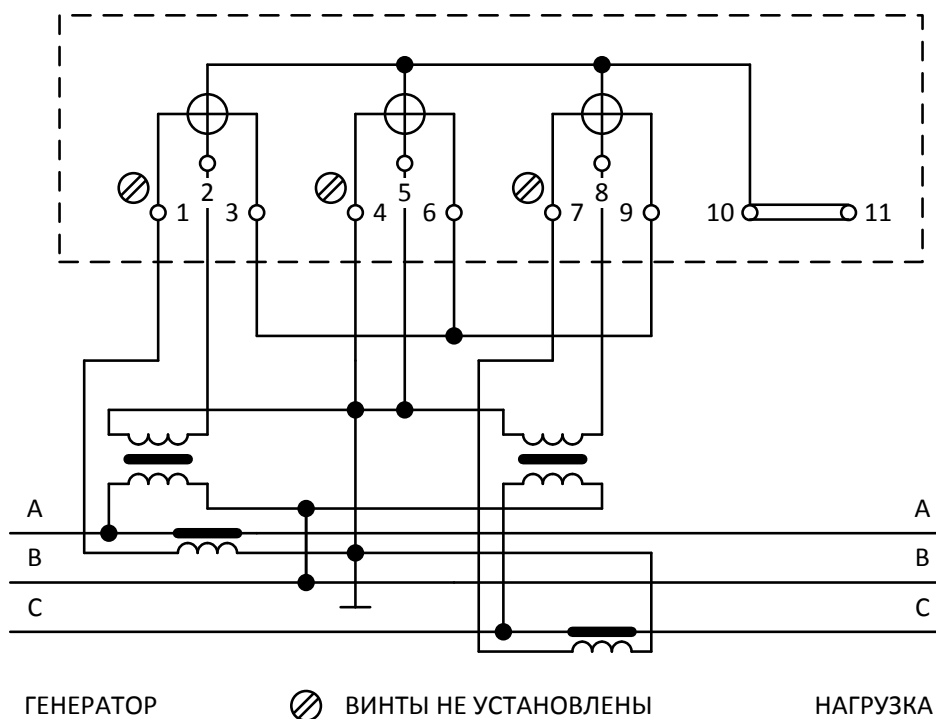 2 5 8
1 3 4 6 7 9 10 11
А А
В В
С С
ГЕНЕРАТОР ВИНТЫ НЕ УСТАНОВЛЕНЫ НАГРУЗКА